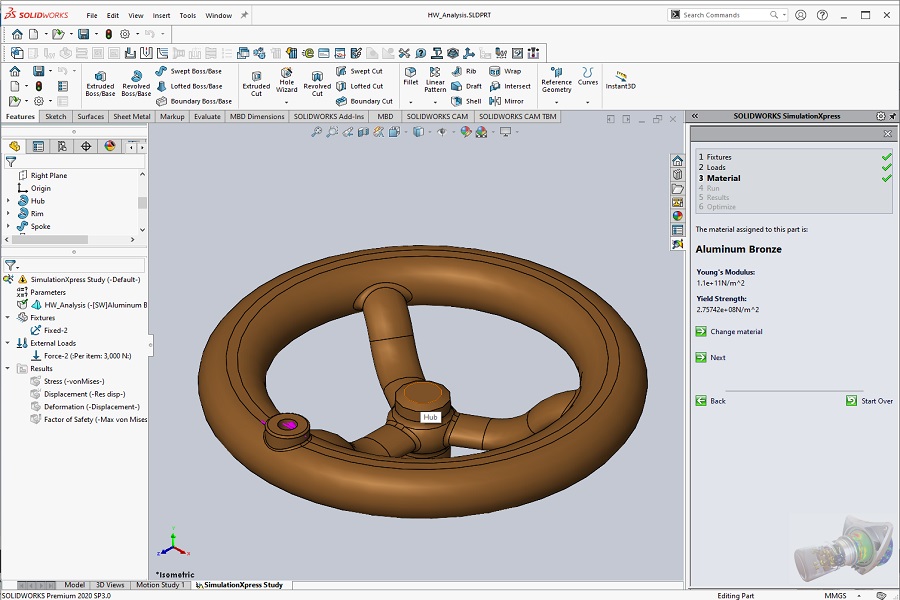 SOLIDWORKS File Edit View Insert Tools Window HW_Analysis.SLDPRT Search Commands
Extruded Boss/Base
Revolved Boss/Base
Swept Boss/Base
Lofted Boss/Base
Boundary Boss/Base
Extruded Cut
Hole Wizard
Revolved Cut
Swept Cut
Lofted Cut
Boundary Cut
Fillet
Linear Pattern
Rib
Draft
Shell
Wrap
Intersect
Mirror
Reference Geometry
Curves
Instant3D
Features Sketch Surfaces Sheet Metal Markup Evaluate MBD Dimensions SOLIDWORKS Add-Ins MBD SOLIDWORKS CAM SOLIDWORKS CAM TBM
Right Plane
Origin
Hub
Rim
Spoke
SimulationXpress Study (-Default-)
Parameters
HW_Analysis (-[SW]Aluminum B
Fixtures
Fixed-2
External Loads
Force-2 (:Per item: 3,000 N:)
Results
Stress (-vonMises-)
Displacement (-Res disp-)
Deformation (-Displacement-)
Factor of Safety (-Max von Mises
Hub
*Isometric
SOLIDWORKS SimulationXpress
1 Fixtures
2 Loads
3 Material
4 Run
5 Results
6 Optimize
The material assigned to this part is:
Aluminum Bronze
Young's Modulus:
1.1e+11N/m^2
Yield Strength:
2.75742e+08N/m^2
Change material
Next
Back Start Over
Model 3D Views Motion Study 1 SimulationXpress Study
SOLIDWORKS Premium 2020 SP3.0 Editing Part MMGS